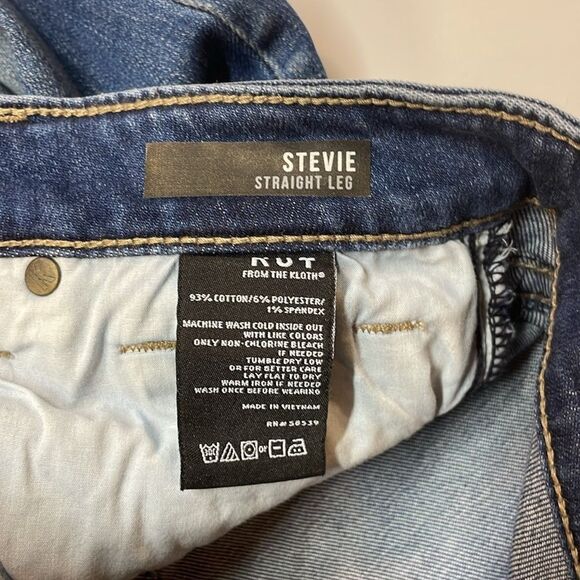 STEVIE
STRAIGHT LEG
KUT
FROM THE KLOTH®
93% COTTON/6% POLYESTER/
1% SPANDEX
MACHINE WASH COLD INSIDE OUT
WITH LIKE COLORS
ONLY NON-CHLORINE BLEACH
IF NEEDED
TUMBLE DRY LOW
OR FOR BETTER CARE
LAY FLAT TO DRY
WARM IRON IF NEEDED
WASH ONCE BEFORE WEARING
MADE IN VIETNAM
RN# 58539
or